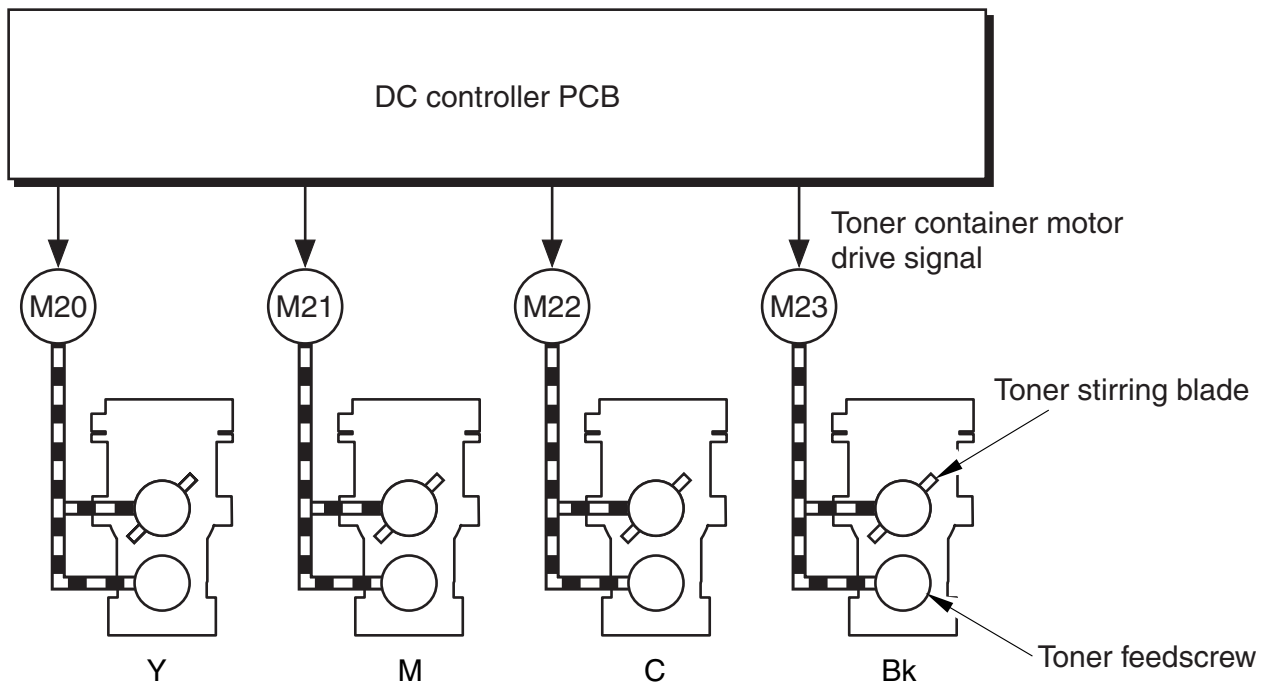 DC controller PCB
Toner container motor
drive signal
M20
M21
M22
M23
Toner stirring blade
Toner feedscrew
Y
M
C
Bk